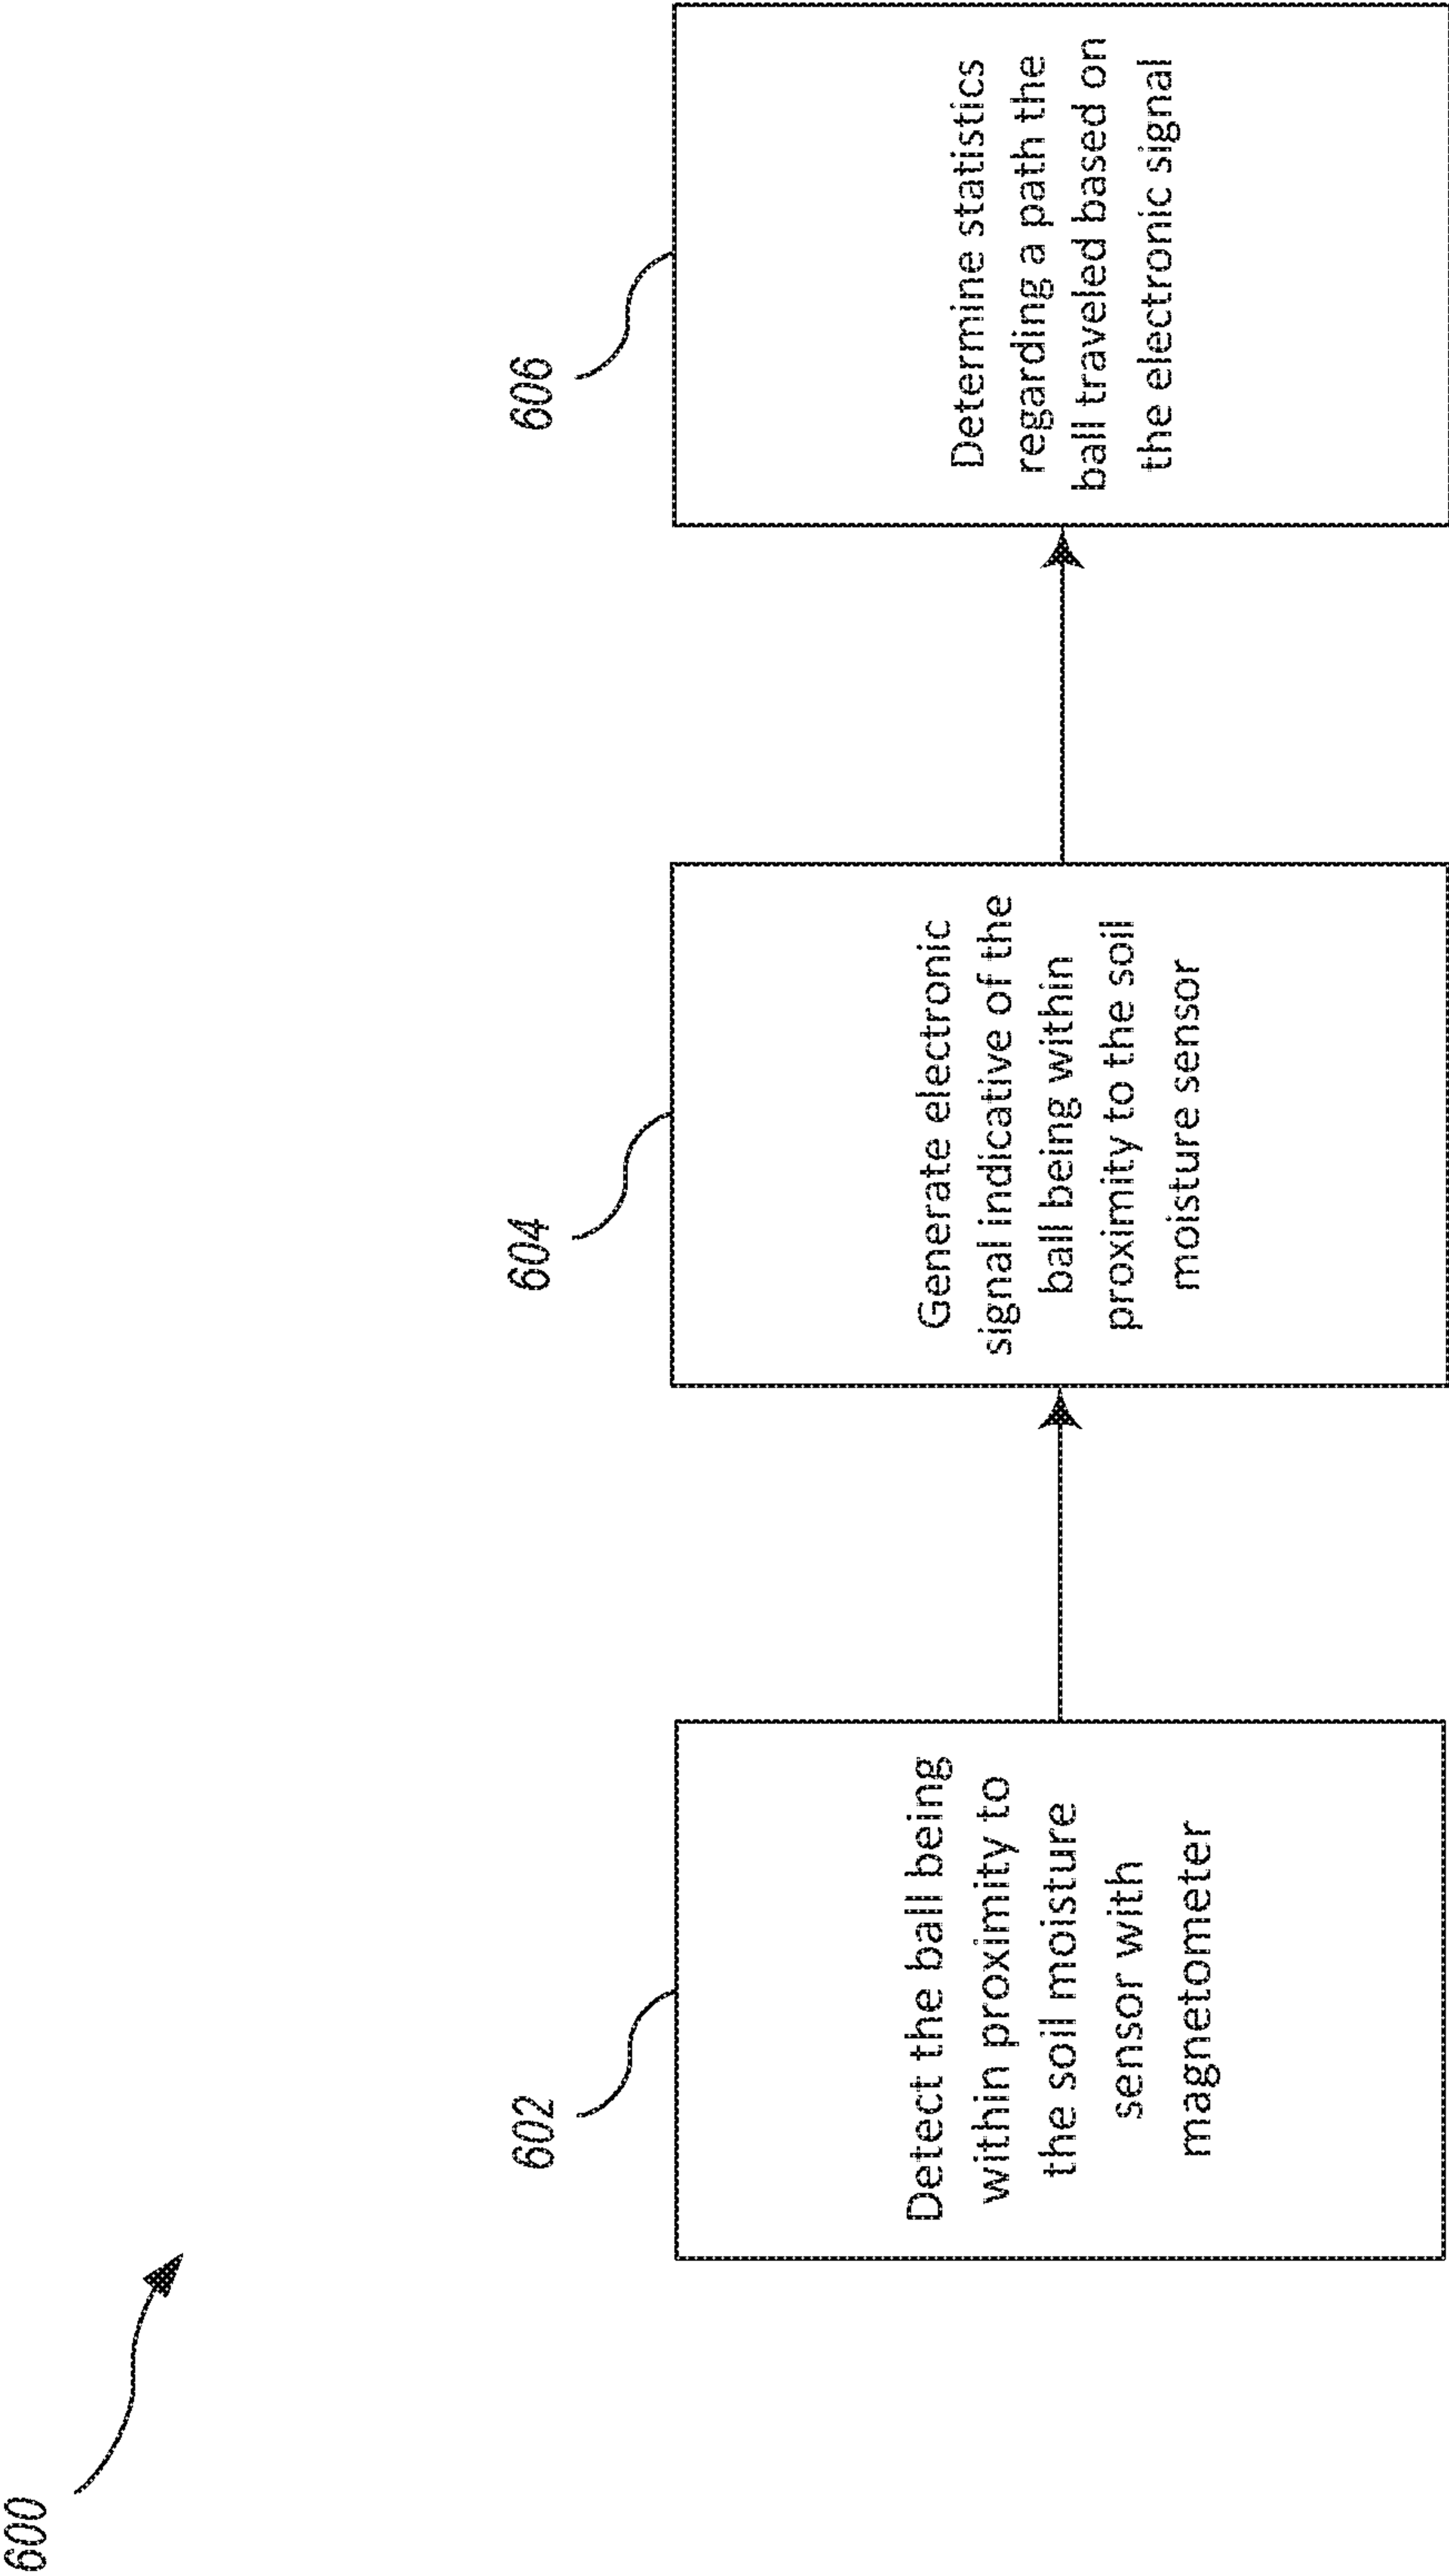 600
602
Detect the ball being
within proximity to
the soil moisture
sensor with
magnetometer
604
Generate electronic
signal indicative of the
ball being within
proximity to the soil
moisture sensor
606
Determine statistics
regarding a path the
ball traveled based on
the electronic signal